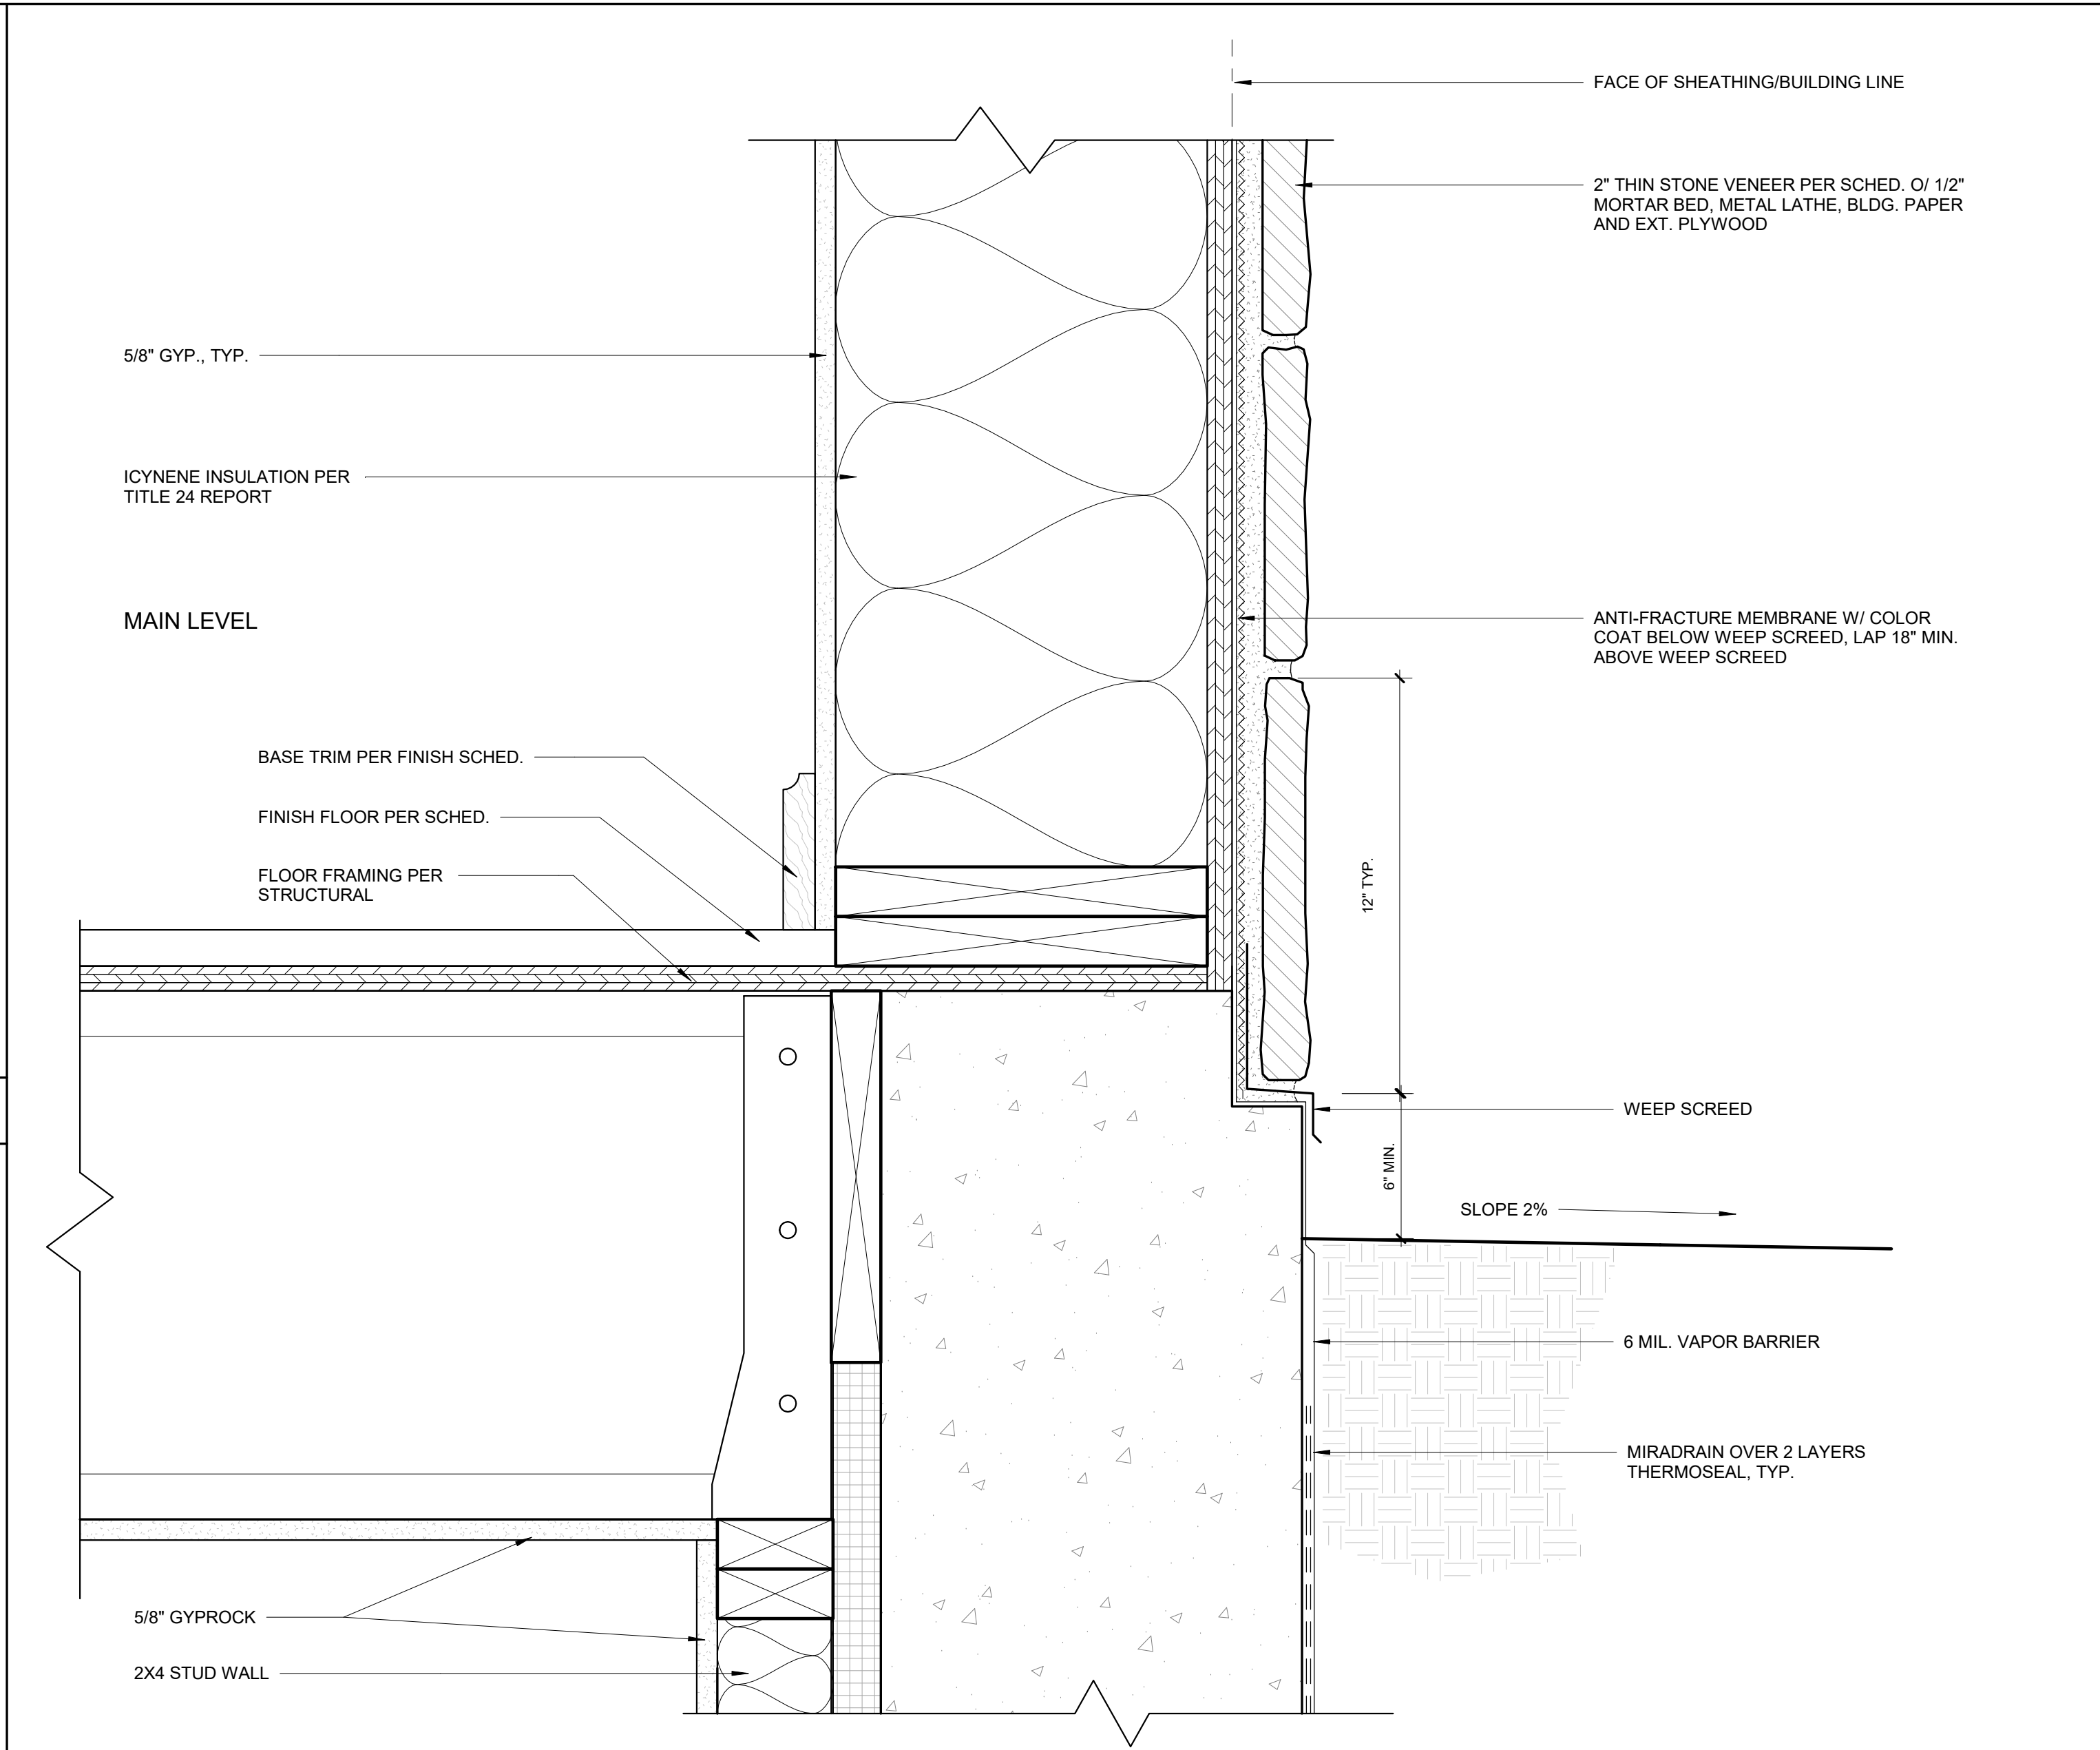 FACE OF SHEATHING/BUILDING LINE
2" THIN STONE VENEER PER SCHED. O/ 1/2"
MORTAR BED, METAL LATHE, BLDG. PAPER
AND EXT. PLYWOOD
5/8" GYP., TYP.
ICYNENE INSULATION PER
TITLE 24 REPORT
MAIN LEVEL
ANTI-FRACTURE MEMBRANE W/ COLOR
COAT BELOW WEEP SCREED, LAP 18" MIN.
ABOVE WEEP SCREED
BASE TRIM PER FINISH SCHED.
FINISH FLOOR PER SCHED.
FLOOR FRAMING PER
STRUCTURAL
12" TYP.
WEEP SCREED
6" MIN.
SLOPE 2%
6 MIL. VAPOR BARRIER
MIRADRAIN OVER 2 LAYERS
THERMOSEAL, TYP.
5/8" GYPROCK
2X4 STUD WALL